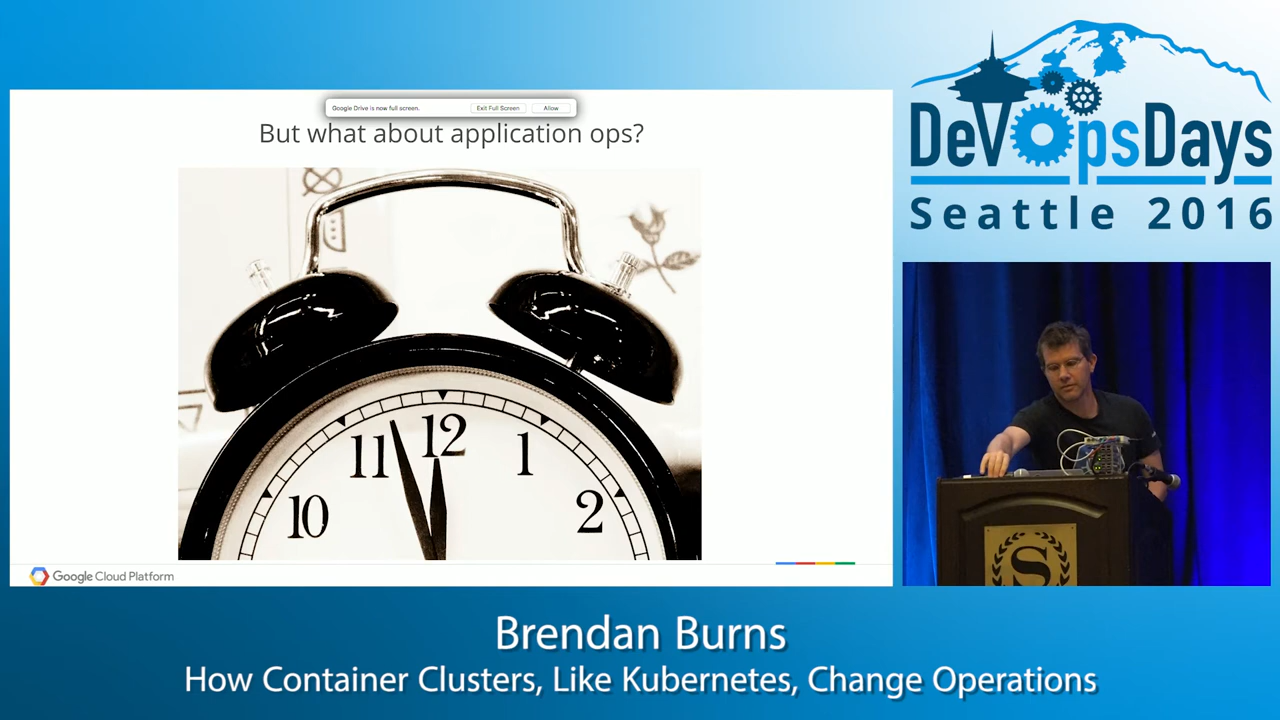 Google Drive is now full screen. Exit Full Screen Allow
But what about application ops?
11 12 1
10 2
Google Cloud Platform
DevOpsDays
Seattle 2016
S
Brendan Burns
How Container Clusters, Like Kubernetes, Change Operations